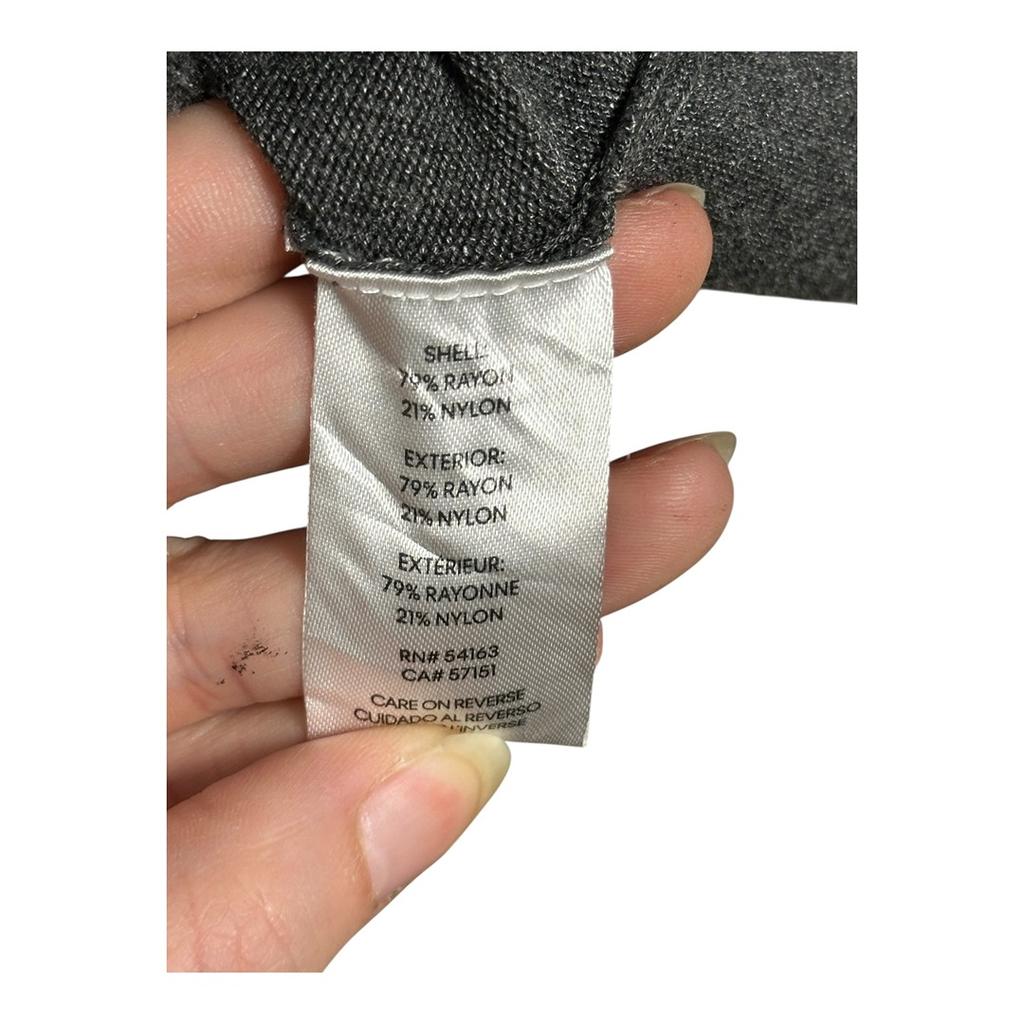 SHELL:
79% RAYON
21% NYLON
EXTERIOR:
79% RAYON
21% NYLON
EXTÉRIEUR:
79% RAYONNE
21% NYLON
RN# 54163
CA# 57151
CARE ON REVERSE
CUIDADO AL REVERSO
L'INVERSE